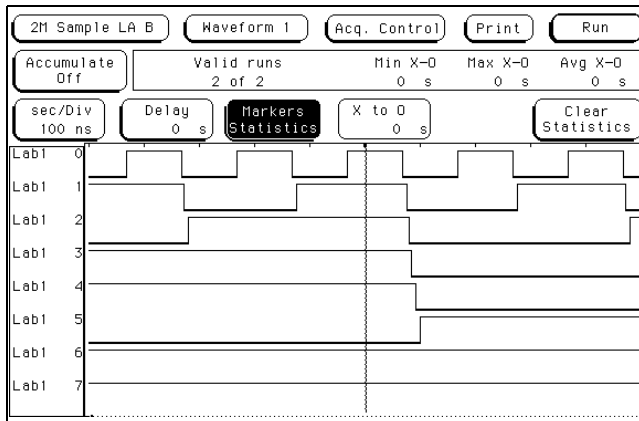 2M Sample LA B Waveform 1 Acq. Control Print Run
Accumulate Off Valid runs 2 of 2 Min X-O 0 s Max X-O 0 s Avg X-O 0 s
sec/Div 100 ns Delay 0 s Markers Statistics X to O 0 s Clear Statistics
Lab1 0
Lab1 1
Lab1 2
Lab1 3
Lab1 4
Lab1 5
Lab1 6
Lab1 7